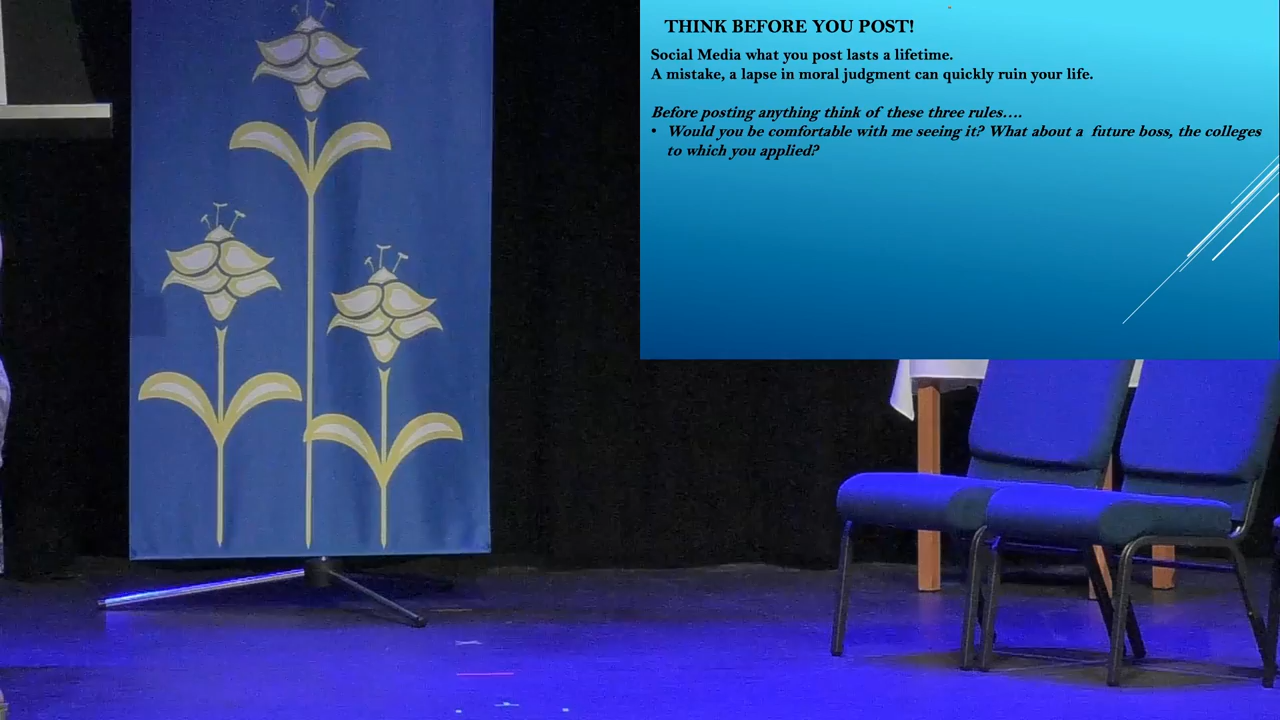 THINK BEFORE YOU POST!
Social Media what you post lasts a lifetime.
A mistake, a lapse in moral judgment can quickly ruin your life.
Before posting anything think of these three rules….
• Would you be comfortable with me seeing it? What about a future boss, the colleges
to which you applied?